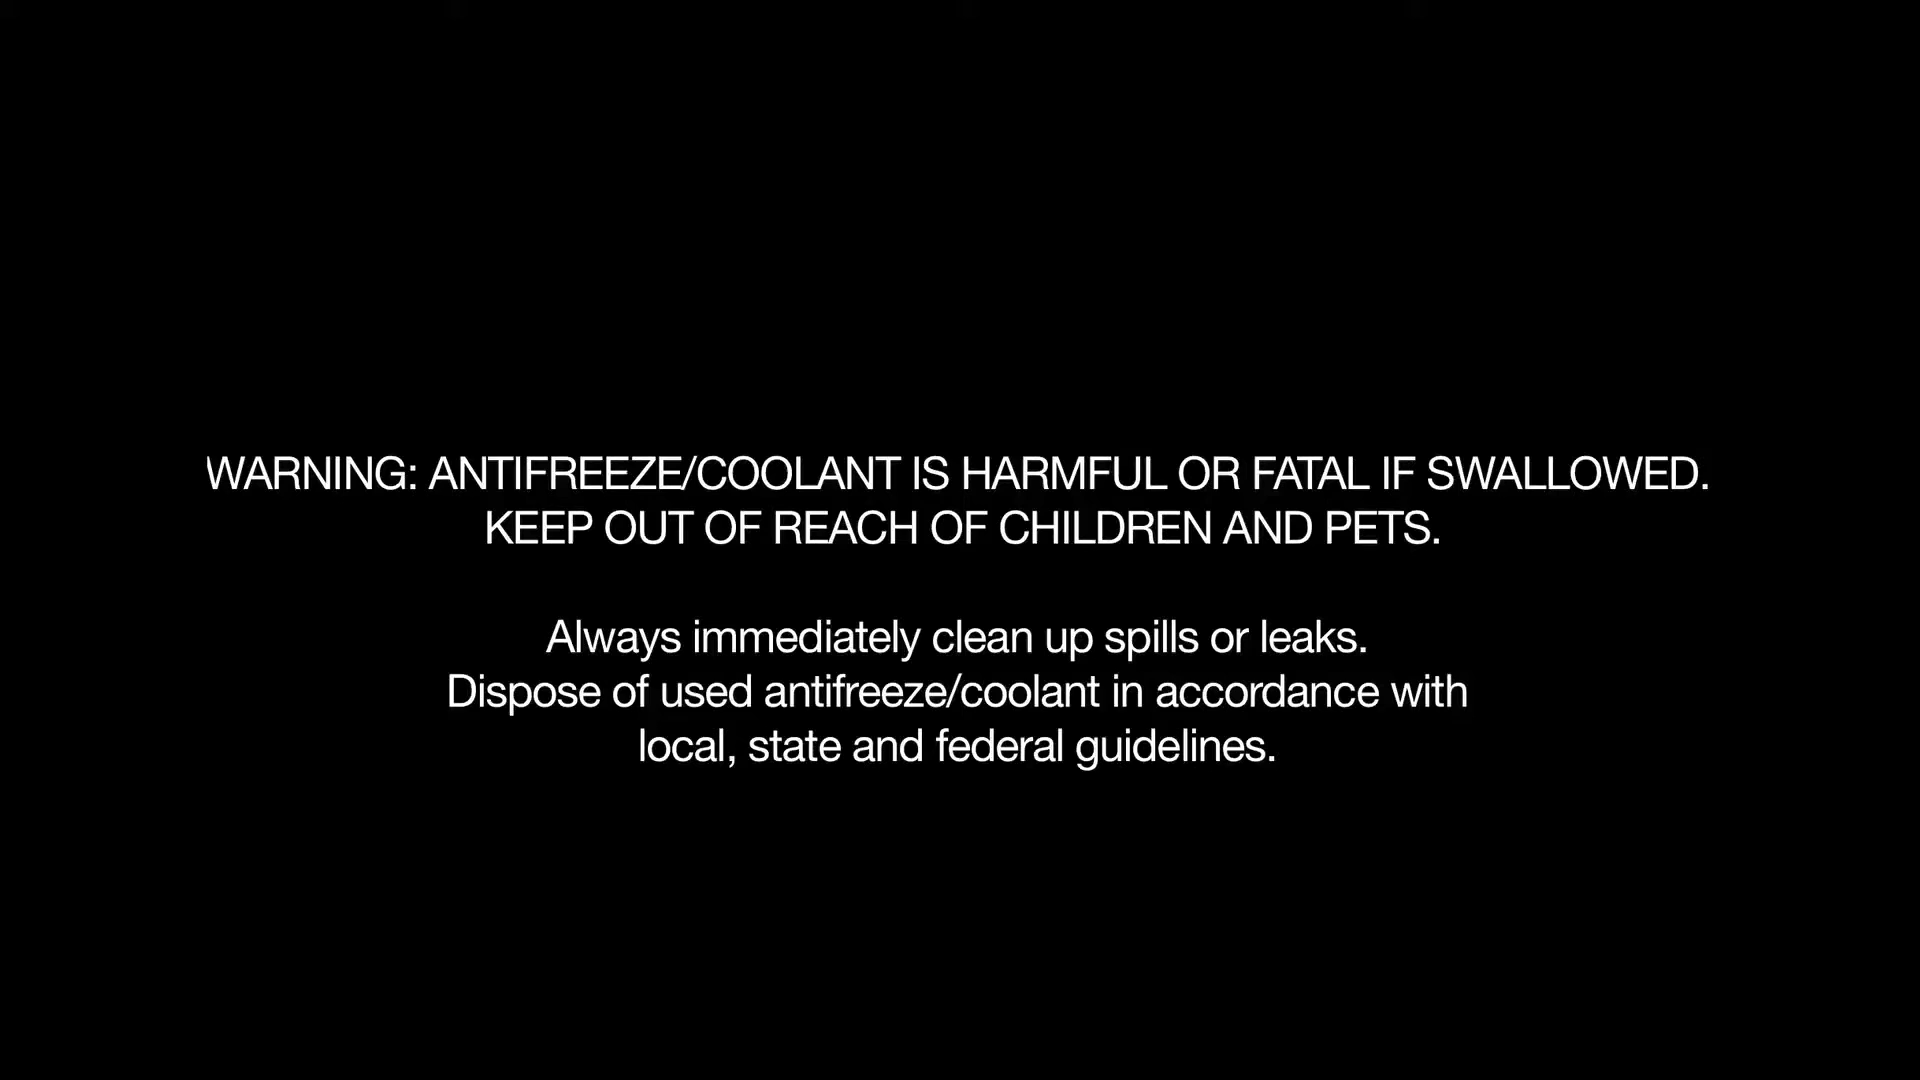 WARNING: ANTIFREEZE/COOLANT IS HARMFUL OR FATAL IF SWALLOWED.
KEEP OUT OF REACH OF CHILDREN AND PETS.
Always immediately clean up spills or leaks.
Dispose of used antifreeze/coolant in accordance with
local, state and federal guidelines.